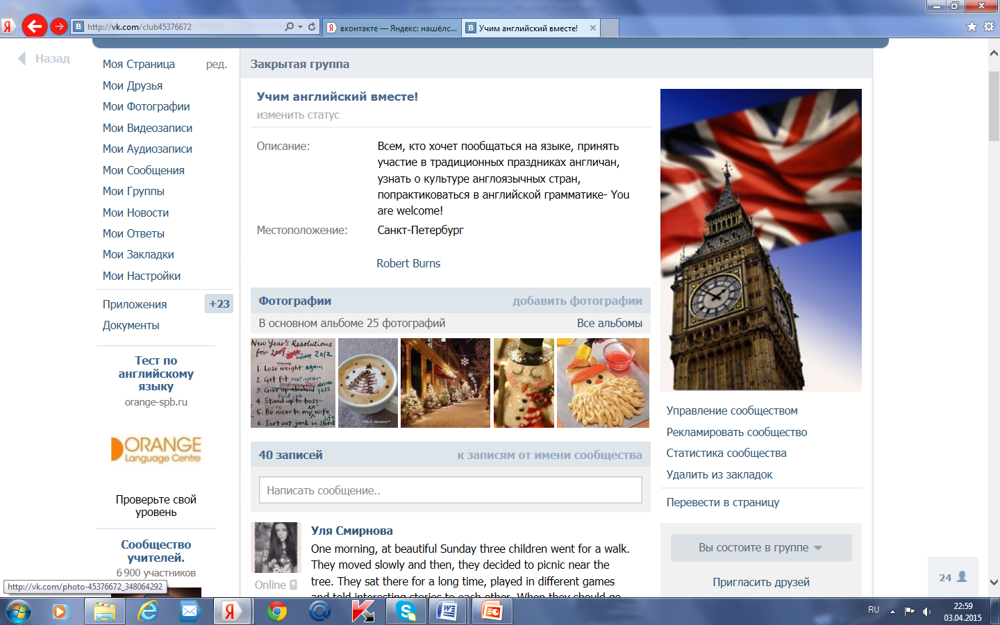 http://vk.com/club45376672
вконтакте — Яндекс: нашёлс...
Учим английский вместе!
Назад
Моя Страница
ред.
Мои Друзья
Мои Фотографии
Мои Видеозаписи
Мои Аудиозаписи
Мои Сообщения
Мои Группы
Мои Новости
Мои Ответы
Мои Закладки
Мои Настройки
Приложения
+23
Документы
Тест по
английскому
языку
orange-spb.ru
ORANGE
Language Centre
Проверьте свой
уровень
Сообщество
учителей.
6 900 участников
http://vk.com/photo-45376672_348064292
Закрытая группа
Учим английский вместе!
изменить статус
Описание:
Всем, кто хочет пообщаться на языке, принять
участие в традиционных праздниках англичан,
узнать о культуре англоязычных стран,
попрактиковаться в английской грамматике- You
are welcome!
Местоположение:
Санкт-Петербург
Robert Burns
Фотографии
добавить фотографии
В основном альбоме 25 фотографий
Все альбомы
New Year's Resolutions
for 2009 2012
1. Lose weight again
2. Get fit next year
3. Give up alcohol drink less
4. Stand up to boss
Find job
5. Be nicer to my wife
ex
6. Sort out junk in shed
life
40 записей
к записям от имени сообщества
Написать сообщение..
Уля Смирнова
One morning, at beautiful Sunday three children went for a walk.
They moved slowly and then, they decided to picnic near the
tree. They sat there for a long time, played in different games
and told interesting stories to each other. When they should go
Online
Управление сообществом
Рекламировать сообщество
Статистика сообщества
Удалить из закладок
Перевести в страницу
Вы состоите в группе
Пригласить друзей
24
RU
22:59
03.04.2015